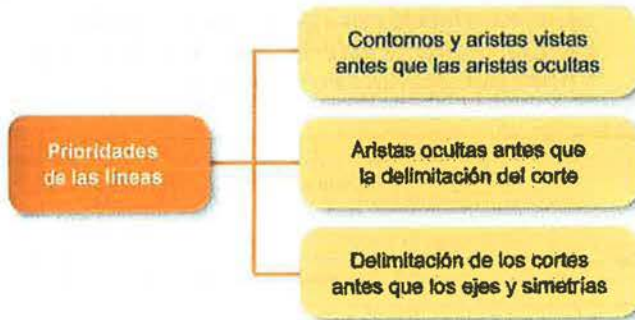 Prioridades
de las líneas
Contornos y aristas vistas
antes que las aristas ocultas
Aristas ocultas antes que
la delimitación del corte
Delimitación de los cortes
antes que los ejes y simetrías